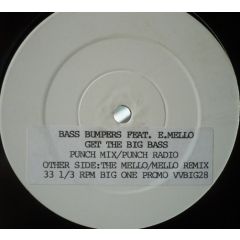 BASS BUMPERS FEAT. E.MELLO
GET THE BIG BASS
PUNCH MIX/PUNCH RADIO
OTHER SIDE:THE MELLO/MELLO REMIX
33 1/3 RPM BIG ONE PROMO VVBIG28